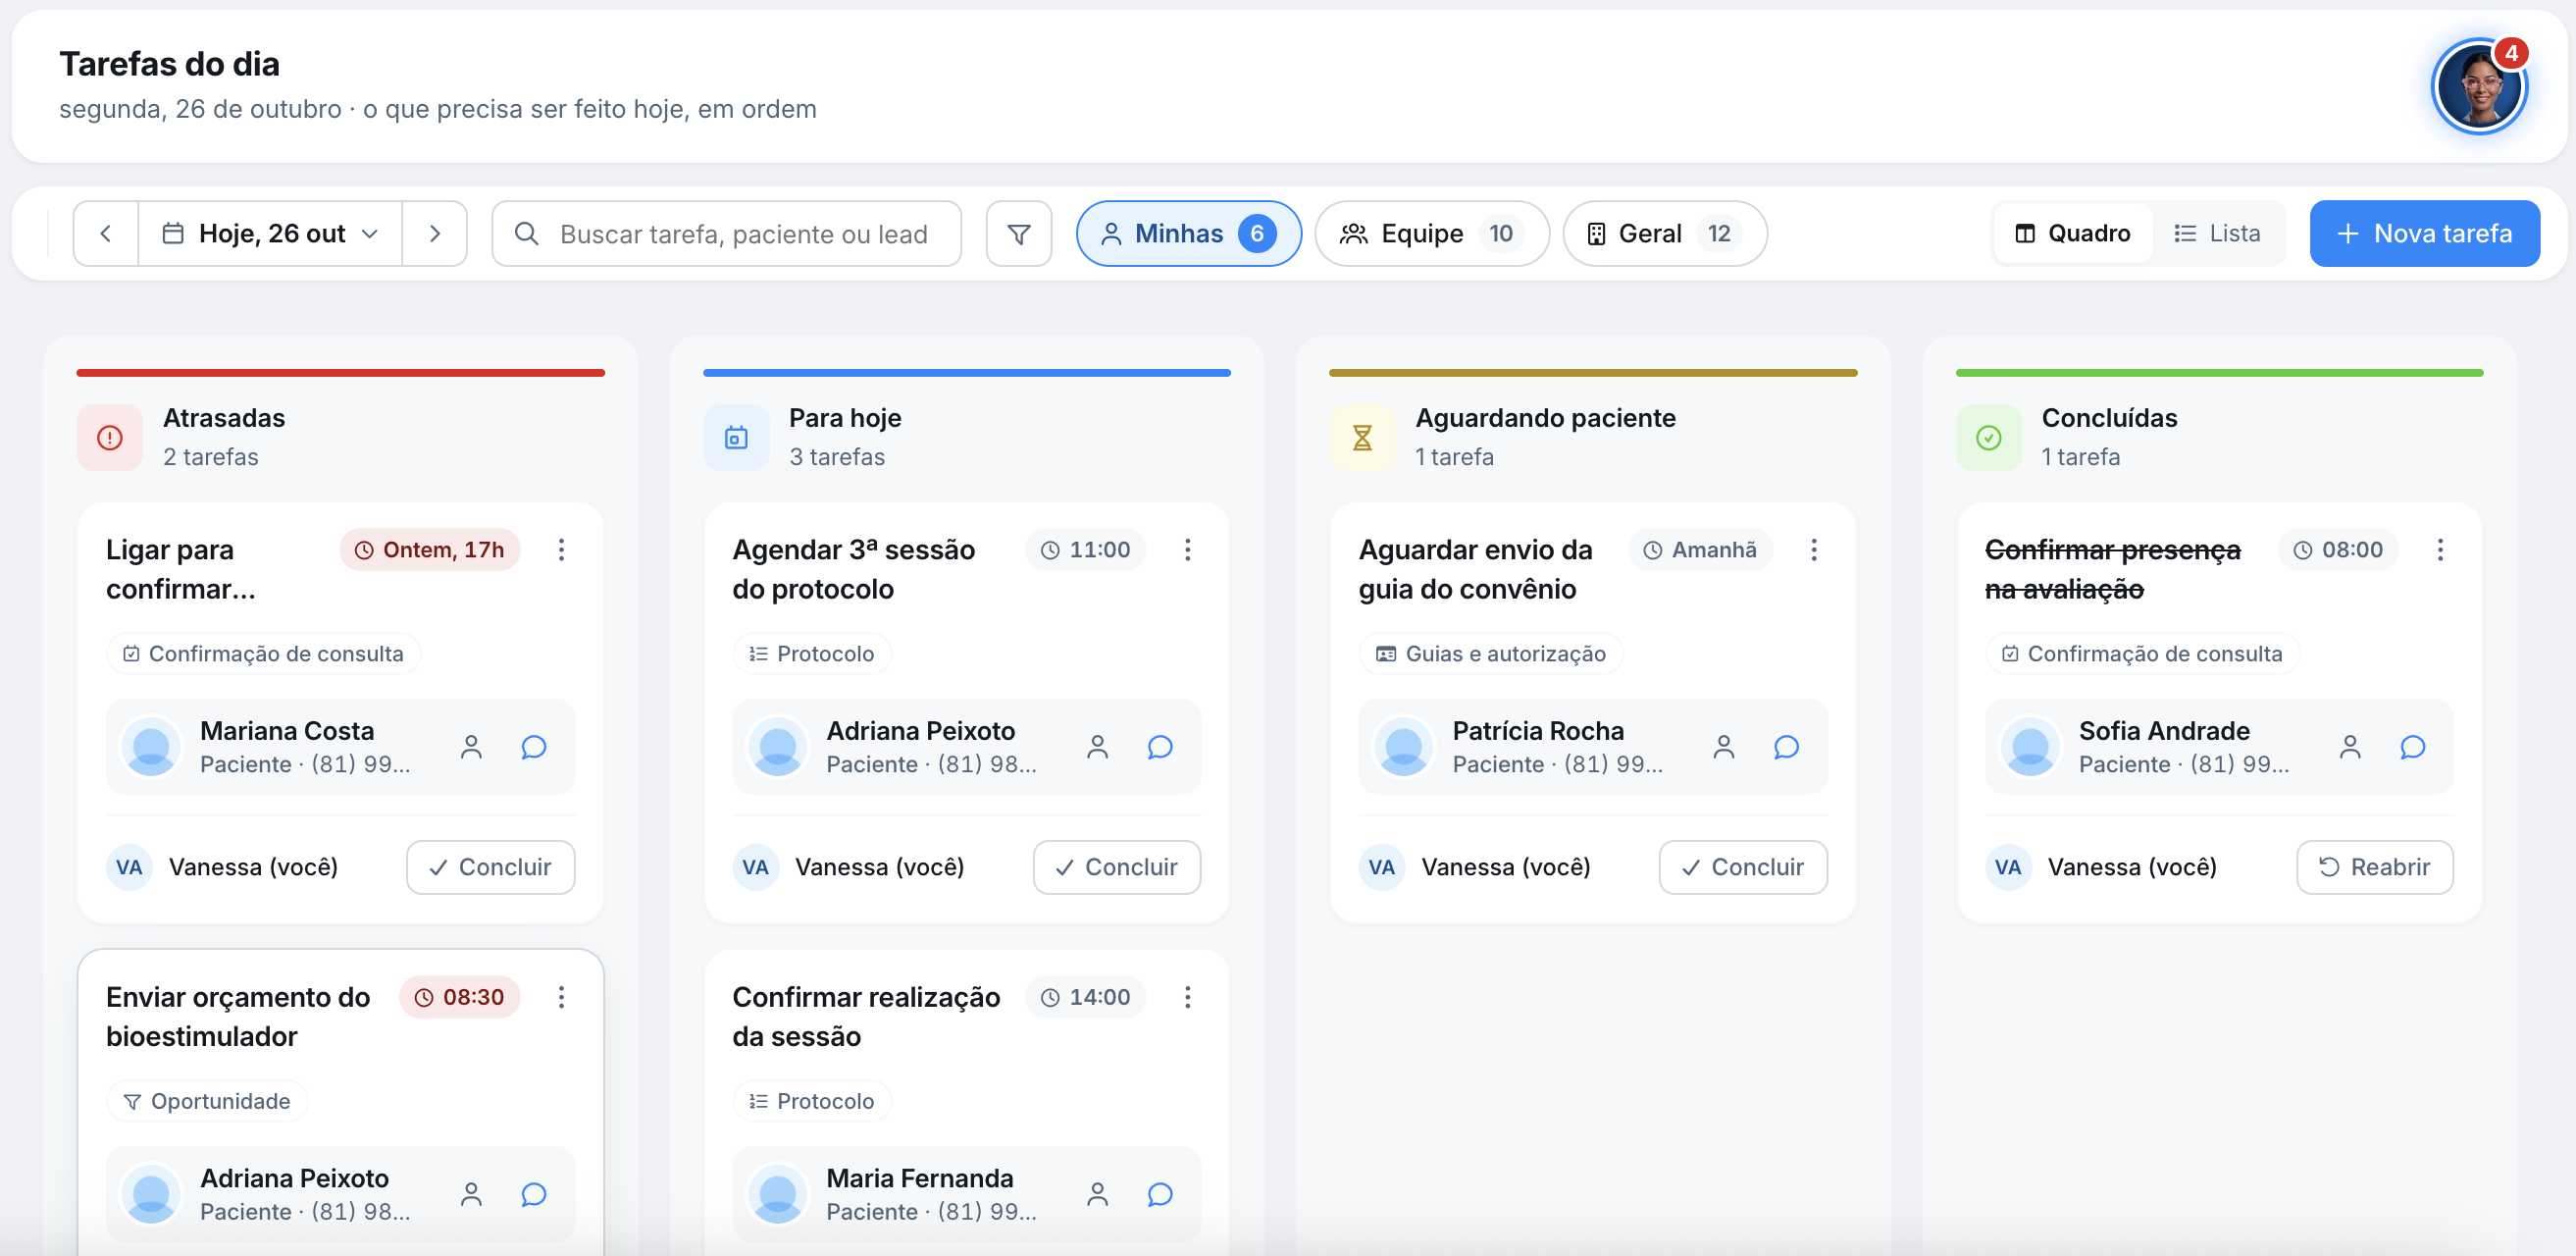 Tarefas do dia
segunda, 26 de outubro · o que precisa ser feito hoje, em ordem
4
Hoje, 26 out
Buscar tarefa, paciente ou lead
Minhas 6
Equipe 10
Geral 12
Quadro
Lista
+ Nova tarefa
Atrasadas
2 tarefas
Ligar para
confirmar...
Ontem, 17h
Confirmação de consulta
Mariana Costa
Paciente · (81) 99...
VA Vanessa (você)
Concluir
Enviar orçamento do
bioestimulador
08:30
Oportunidade
Adriana Peixoto
Paciente · (81) 98...
Para hoje
3 tarefas
Agendar 3ª sessão
do protocolo
11:00
Protocolo
Adriana Peixoto
Paciente · (81) 98...
VA Vanessa (você)
Concluir
Confirmar realização
da sessão
14:00
Protocolo
Maria Fernanda
Paciente · (81) 99...
Aguardando paciente
1 tarefa
Aguardar envio da
guia do convênio
Amanhã
Guias e autorização
Patrícia Rocha
Paciente · (81) 99...
VA Vanessa (você)
Concluir
Concluídas
1 tarefa
Confirmar presença
na avaliação
08:00
Confirmação de consulta
Sofia Andrade
Paciente · (81) 99...
VA Vanessa (você)
Reabrir